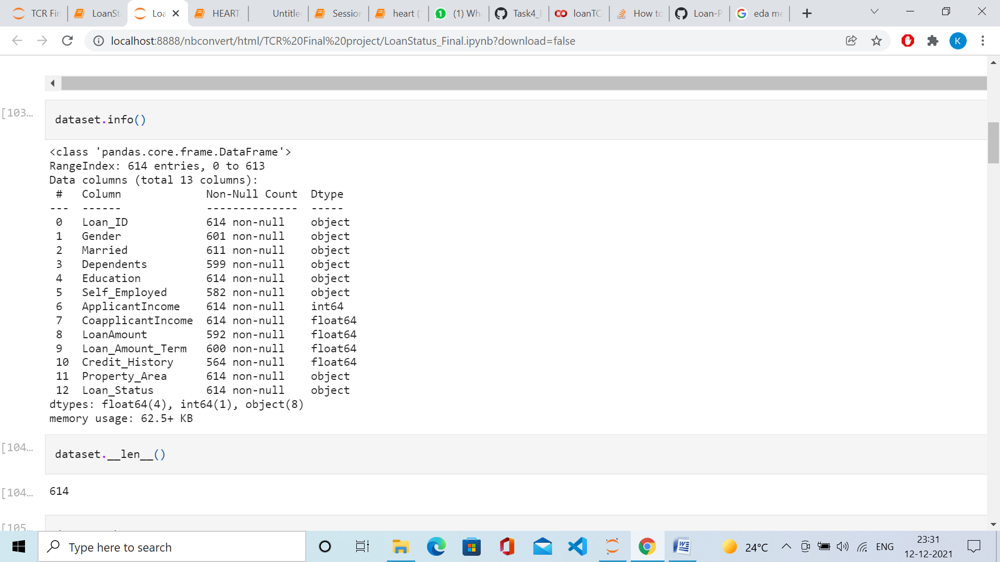 TCR Fin
LoanSt
Loa
HEART_
Untitle
Session
heart (
(1) Wh
Task4_E
loanTC
How to
Loan-P
eda me
localhost:8888/nbconvert/html/TCR%20Final%20project/LoanStatus_Final.ipynb?download=false
K
[103…
dataset.info()
<class 'pandas.core.frame.DataFrame'>
RangeIndex: 614 entries, 0 to 613
Data columns (total 13 columns):
# Column Non-Null Count Dtype
--- ------ -------------- -----
0 Loan_ID 614 non-null object
1 Gender 601 non-null object
2 Married 611 non-null object
3 Dependents 599 non-null object
4 Education 614 non-null object
5 Self_Employed 582 non-null object
6 ApplicantIncome 614 non-null int64
7 CoapplicantIncome 614 non-null float64
8 LoanAmount 592 non-null float64
9 Loan_Amount_Term 600 non-null float64
10 Credit_History 564 non-null float64
11 Property_Area 614 non-null object
12 Loan_Status 614 non-null object
dtypes: float64(4), int64(1), object(8)
memory usage: 62.5+ KB
[104…
dataset.__len__()
[104…
614
[105…
Type here to search
24°C
ENG
23:31
12-12-2021